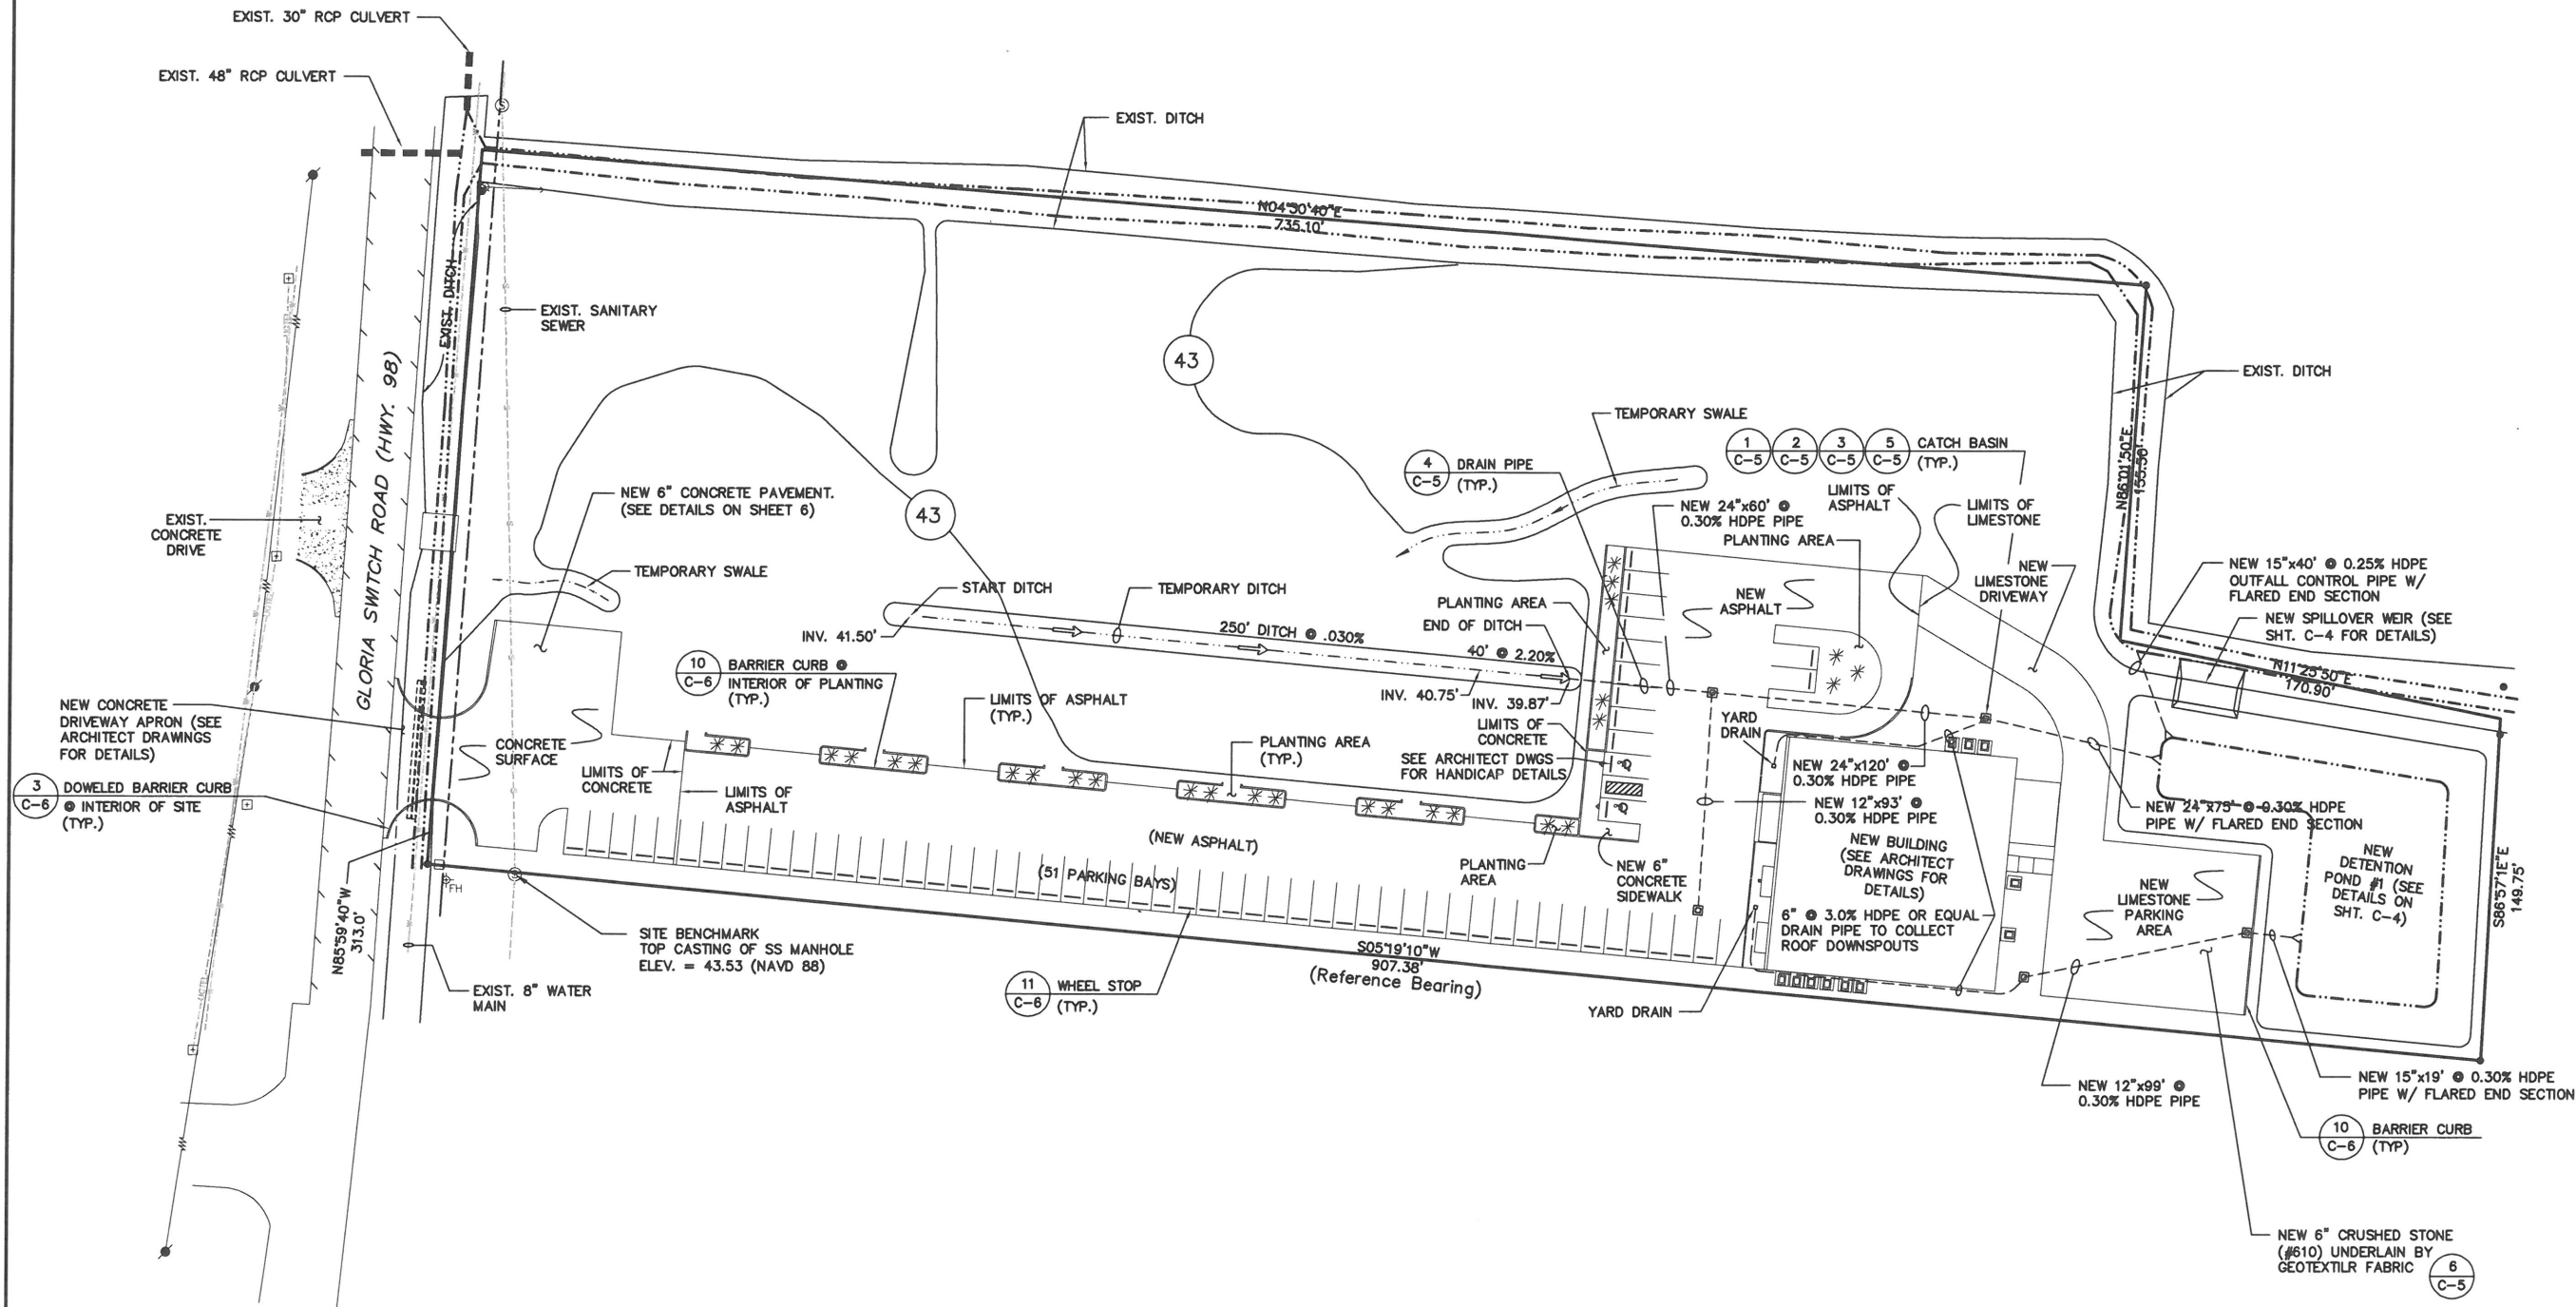 EXIST. 30" RCP CULVERT
EXIST. 48" RCP CULVERT
EXIST. DITCH
N04°30'40"E
735.10'
EXIST. DITCH
EXIST. SANITARY
SEWER
43
EXIST. DITCH
GLORIA SWITCH ROAD (HWY. 98)
N86°01'50"E
155.50'
TEMPORARY SWALE
1
C-5
2
C-5
3
C-5
5
C-5
CATCH BASIN
(TYP.)
4
C-5
DRAIN PIPE
(TYP.)
NEW 6" CONCRETE PAVEMENT.
(SEE DETAILS ON SHEET 6)
43
LIMITS OF
ASPHALT
LIMITS OF
LIMESTONE
NEW 24"x60' @
0.30% HDPE PIPE
EXIST.
CONCRETE
DRIVE
PLANTING AREA
TEMPORARY SWALE
START DITCH
TEMPORARY DITCH
NEW
LIMESTONE
DRIVEWAY
NEW 15"x40' @ 0.25% HDPE
OUTFALL CONTROL PIPE W/
FLARED END SECTION
NEW
ASPHALT
PLANTING AREA
END OF DITCH
NEW SPILLOVER WEIR (SEE
SHT. C-4 FOR DETAILS)
INV. 41.50'
250' DITCH @ .030%
40' @ 2.20%
10
C-6
BARRIER CURB @
INTERIOR OF PLANTING
(TYP.)
N11°25'50"E
170.90'
LIMITS OF ASPHALT
(TYP.)
INV. 40.75'
INV. 39.87'
NEW CONCRETE
DRIVEWAY APRON (SEE
ARCHITECT DRAWINGS
FOR DETAILS)
LIMITS OF
CONCRETE
YARD
DRAIN
CONCRETE
SURFACE
PLANTING AREA
(TYP.)
SEE ARCHITECT DWGS
FOR HANDICAP DETAILS
LIMITS OF
CONCRETE
NEW 24"x120' @
0.30% HDPE PIPE
3
C-6
DOWELED BARRIER CURB
@ INTERIOR OF SITE
(TYP.)
LIMITS OF
ASPHALT
NEW 12"x93' @
0.30% HDPE PIPE
NEW 24"x75' @ 0.30% HDPE
PIPE W/ FLARED END SECTION
(NEW ASPHALT)
NEW BUILDING
(SEE ARCHITECT
DRAWINGS FOR
DETAILS)
NEW
DETENTION
POND #1 (SEE
DETAILS ON
SHT. C-4)
PLANTING
AREA
NEW 6"
CONCRETE
SIDEWALK
(51 PARKING BAYS)
FH
NEW
LIMESTONE
PARKING
AREA
S86°57'1E"E
149.75'
N85°59'40"W
313.0'
6" @ 3.0% HDPE OR EQUAL
DRAIN PIPE TO COLLECT
ROOF DOWNSPOUTS
SITE BENCHMARK
TOP CASTING OF SS MANHOLE
ELEV. = 43.53 (NAVD 88)
S05°19'10"W
907.38'
(Reference Bearing)
11
C-6
WHEEL STOP
(TYP.)
EXIST. 8" WATER
MAIN
YARD DRAIN
NEW 12"x99' @
0.30% HDPE PIPE
NEW 15"x19' @ 0.30% HDPE
PIPE W/ FLARED END SECTION
10
C-6
BARRIER CURB
(TYP)
NEW 6" CRUSHED STONE
(#610) UNDERLAIN BY
GEOTEXTILR FABRIC
6
C-5